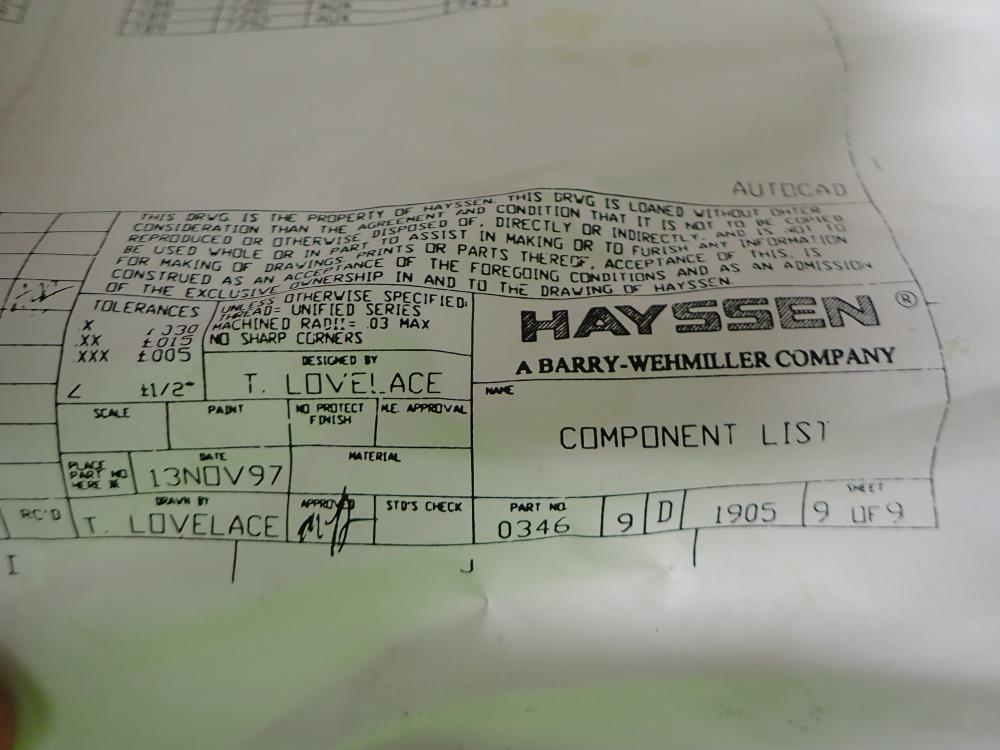 AUX
AUX
AUTOCAD
THIS DRWG. IS THE PROPERTY OF HAYSSEN. THIS DRWG IS LOANED WITHOUT OHTER
CONSIDERATION THAN THE AGREEMENT AND CONDITION THAT IT IS NOT TO BE COPIED
REPRODUCED OR OTHERWISE DISPOSED OF, DIRECTLY OR INDIRECTLY, AND IS NOT TO
BE USED WHOLE OR IN PART TO ASSIST IN MAKING OR TO FURISH ANY INFORMATION
FOR MAKING OF DRAWINGS, PRINTS OR PARTS THEREOF, ACCEPTANCE OF THIS, IS
CONSTRUED AS AN ACCEPTANCE OF THE FOREGOING CONDITIONS AND AS AN ADMISSION
OF THE EXCLUSIVE OWNERSHIP IN AND TO THE DRAWING OF HAYSSEN.
TOLERANCES
.X
.XX ±.015
.XXX ±.005
∠ ±1/2°
UNLESS OTHERWISE SPECIFIED:
THREAD= UNIFIED SERIES
MACHINED RADII= .03 MAX
NO SHARP CORNERS
DESIGNED BY
T. LOVELACE
HAYSSEN ®
A BARRY-WEHMILLER COMPANY
SCALE
PAINT
NO PROTECT
FINISH
M.E. APPROVAL
NAME
COMPONENT LIST
PLACE
PART NO
HERE
DATE
13NOV97
MATERIAL
RC'D
DRAWN BY
T. LOVELACE
APPROVED
STD'S CHECK
PART NO.
0346
9
D
1905
SHEET
9 OF 9
I
J